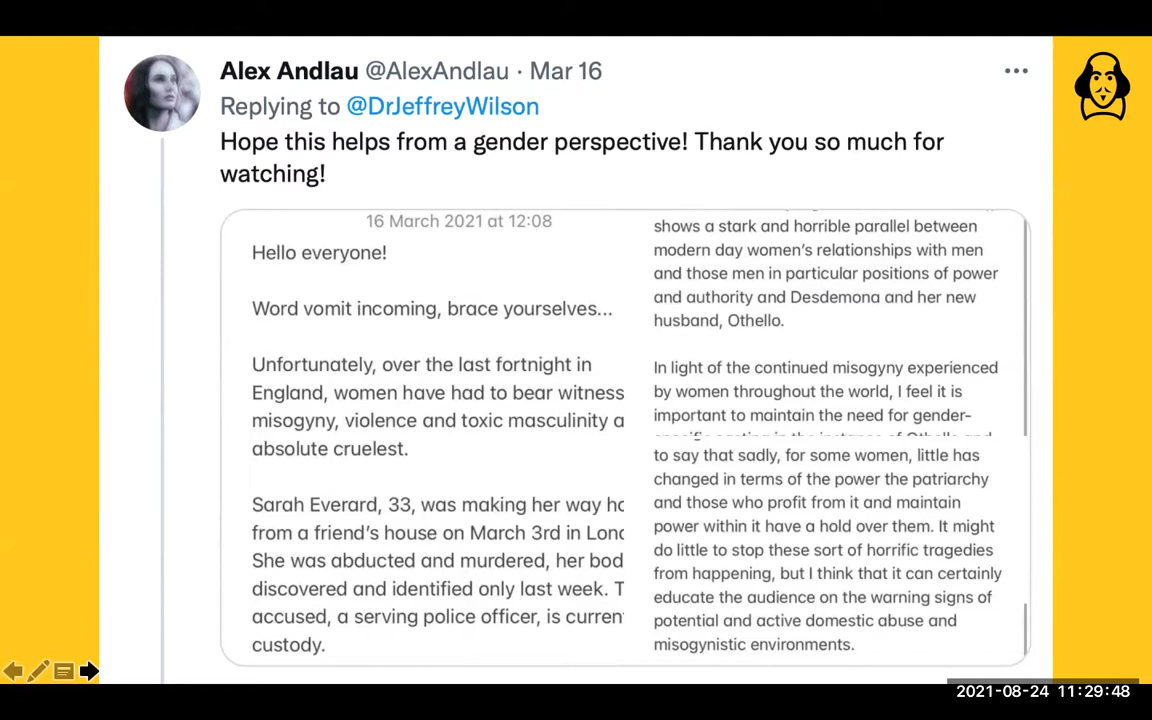 Alex Andlau @AlexAndlau · Mar 16
Replying to @DrJeffreyWilson
Hope this helps from a gender perspective! Thank you so much for
watching!
16 March 2021 at 12:08
Hello everyone!
Word vomit incoming, brace yourselves...
Unfortunately, over the last fortnight in
England, women have had to bear witness
misogyny, violence and toxic masculinity a
absolute cruelest.
Sarah Everard, 33, was making her way ho
from a friend's house on March 3rd in Lond
She was abducted and murdered, her bod
discovered and identified only last week. T
accused, a serving police officer, is curren
custody.
shows a stark and horrible parallel between
modern day women's relationships with men
and those men in particular positions of power
and authority and Desdemona and her new
husband, Othello.
In light of the continued misogyny experienced
by women throughout the world, I feel it is
important to maintain the need for gender-
to say that sadly, for some women, little has
changed in terms of the power the patriarchy
and those who profit from it and maintain
power within it have a hold over them. It might
do little to stop these sort of horrific tragedies
from happening, but I think that it can certainly
educate the audience on the warning signs of
potential and active domestic abuse and
misogynistic environments.
2021-08-24 11:29:48